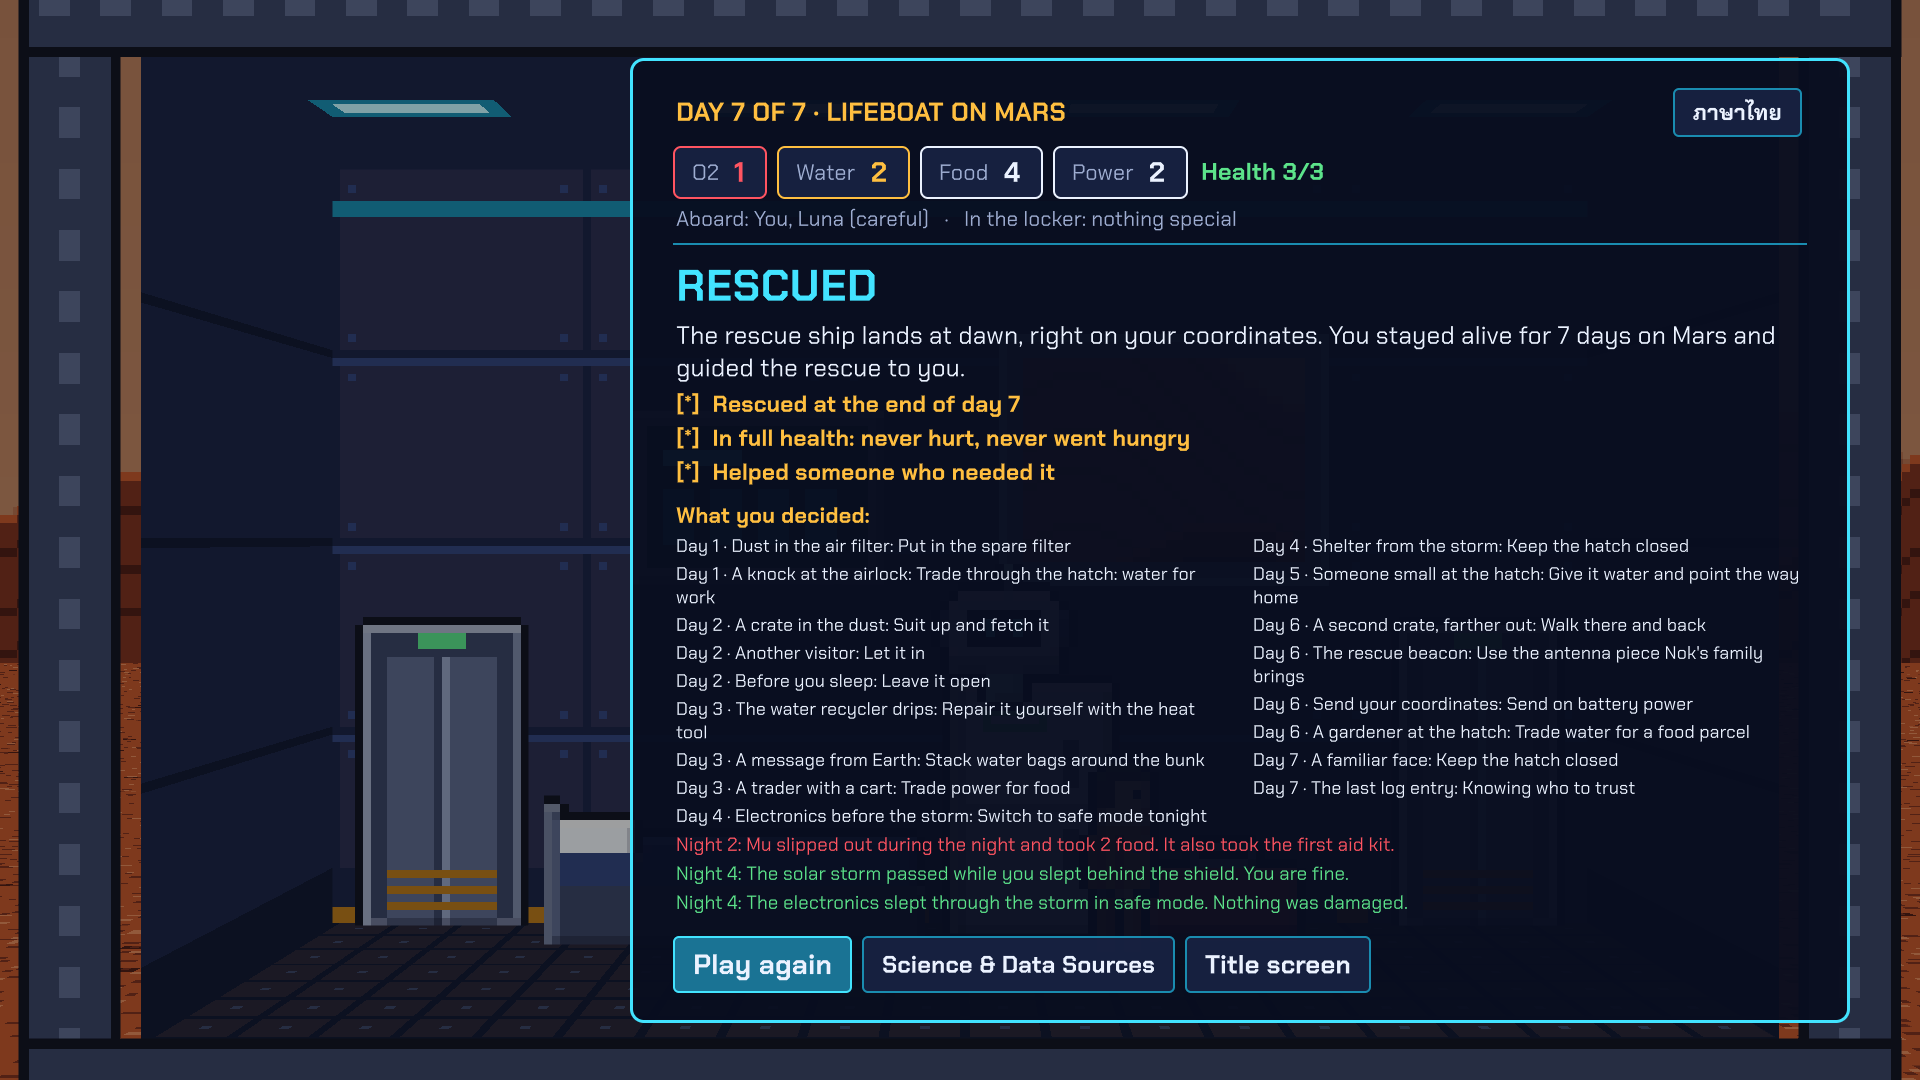 DAY 7 OF 7 · LIFEBOAT ON MARS
ภาษาไทย
O2 1 Water 2 Food 4 Power 2 Health 3/3
Aboard: You, Luna (careful) · In the locker: nothing special
RESCUED
The rescue ship lands at dawn, right on your coordinates. You stayed alive for 7 days on Mars and
guided the rescue to you.
[*] Rescued at the end of day 7
[*] In full health: never hurt, never went hungry
[*] Helped someone who needed it
What you decided:
Day 1 · Dust in the air filter: Put in the spare filter
Day 1 · A knock at the airlock: Trade through the hatch: water for
work
Day 2 · A crate in the dust: Suit up and fetch it
Day 2 · Another visitor: Let it in
Day 2 · Before you sleep: Leave it open
Day 3 · The water recycler drips: Repair it yourself with the heat
tool
Day 3 · A message from Earth: Stack water bags around the bunk
Day 3 · A trader with a cart: Trade power for food
Day 4 · Electronics before the storm: Switch to safe mode tonight
Day 4 · Shelter from the storm: Keep the hatch closed
Day 5 · Someone small at the hatch: Give it water and point the way
home
Day 6 · A second crate, farther out: Walk there and back
Day 6 · The rescue beacon: Use the antenna piece Nok's family
brings
Day 6 · Send your coordinates: Send on battery power
Day 6 · A gardener at the hatch: Trade water for a food parcel
Day 7 · A familiar face: Keep the hatch closed
Day 7 · The last log entry: Knowing who to trust
Night 2: Mu slipped out during the night and took 2 food. It also took the first aid kit.
Night 4: The solar storm passed while you slept behind the shield. You are fine.
Night 4: The electronics slept through the storm in safe mode. Nothing was damaged.
Play again
Science & Data Sources
Title screen